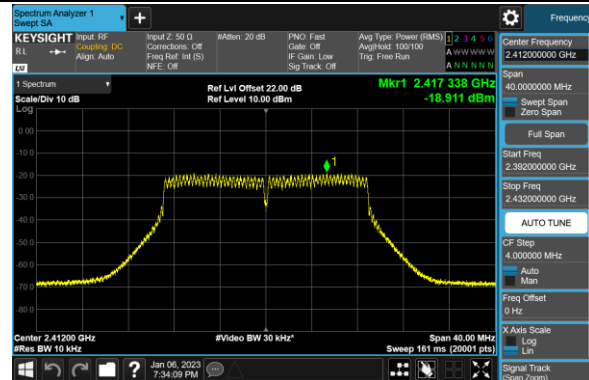 Spectrum Analyzer 1
Swept SA
Frequency
KEYSIGHT
RL
LW
Input: RF
Coupling: DC
Align: Auto
Input Z: 50 Ω
Corrections: Off
Freq Ref: Int (S)
NFE: Off
#Atten: 20 dB
PNO: Fast
Gate: Off
IF Gain: Low
Sig Track: Off
Avg Type: Power (RMS)
Avg|Hold: 100/100
Trig: Free Run
1 2 3 4 5 6
A W W W W W
A N N N N N
Center Frequency
2.412000000 GHz
Span
40.0000000 MHz
Swept Span
Zero Span
Full Span
Start Freq
2.392000000 GHz
Stop Freq
2.432000000 GHz
AUTO TUNE
CF Step
4.000000 MHz
Auto
Man
Freq Offset
0 Hz
X Axis Scale
Log
Lin
Signal Track
(Span Zoom)
1 Spectrum
Scale/Div 10 dB
Log
Ref Lvl Offset 22.00 dB
Ref Level 10.00 dBm
Mkr1 2.417 338 GHz
-18.911 dBm
0.00
-10.0
-20.0
-30.0
-40.0
-50.0
-60.0
-70.0
-80.0
1
Center 2.41200 GHz
#Res BW 10 kHz
#Video BW 30 kHz*
Span 40.00 MHz
Sweep 161 ms (20001 pts)
?
Jan 06, 2023
7:34:09 PM